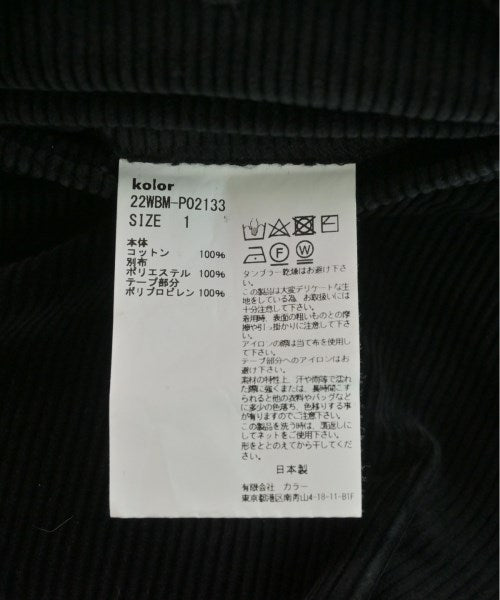 kolor
22WBM-P02133
SIZE 1
本体
コットン 100%
別布
ポリエステル 100%
テープ部分
ポリプロピレン 100%
F
W
タンブラー乾燥はお避け下さい。
この製品は大変デリケートな生
地をしている為、お取扱いには
十分注意して下さい。
着用時、表面の粗いものとの摩
擦や引っ掛かりに注意して下さ
い。
アイロンの際は当て布を使用し
て下さい。
テープ部分へのアイロンはお
避け下さい。
素材の特性上、汗や雨等で濡れ
た際に強くまたは、長時間こす
られると他の衣料やバッグなど
に多少の色落ち、色移りする事
が有りますのでご注意下さい。
この製品を洗う時は、裏返しに
してネットをご使用下さい。
形をととのえてから干してくださ
い。
日本製
有限会社 カラー
東京都港区南青山4-18-11-B1F